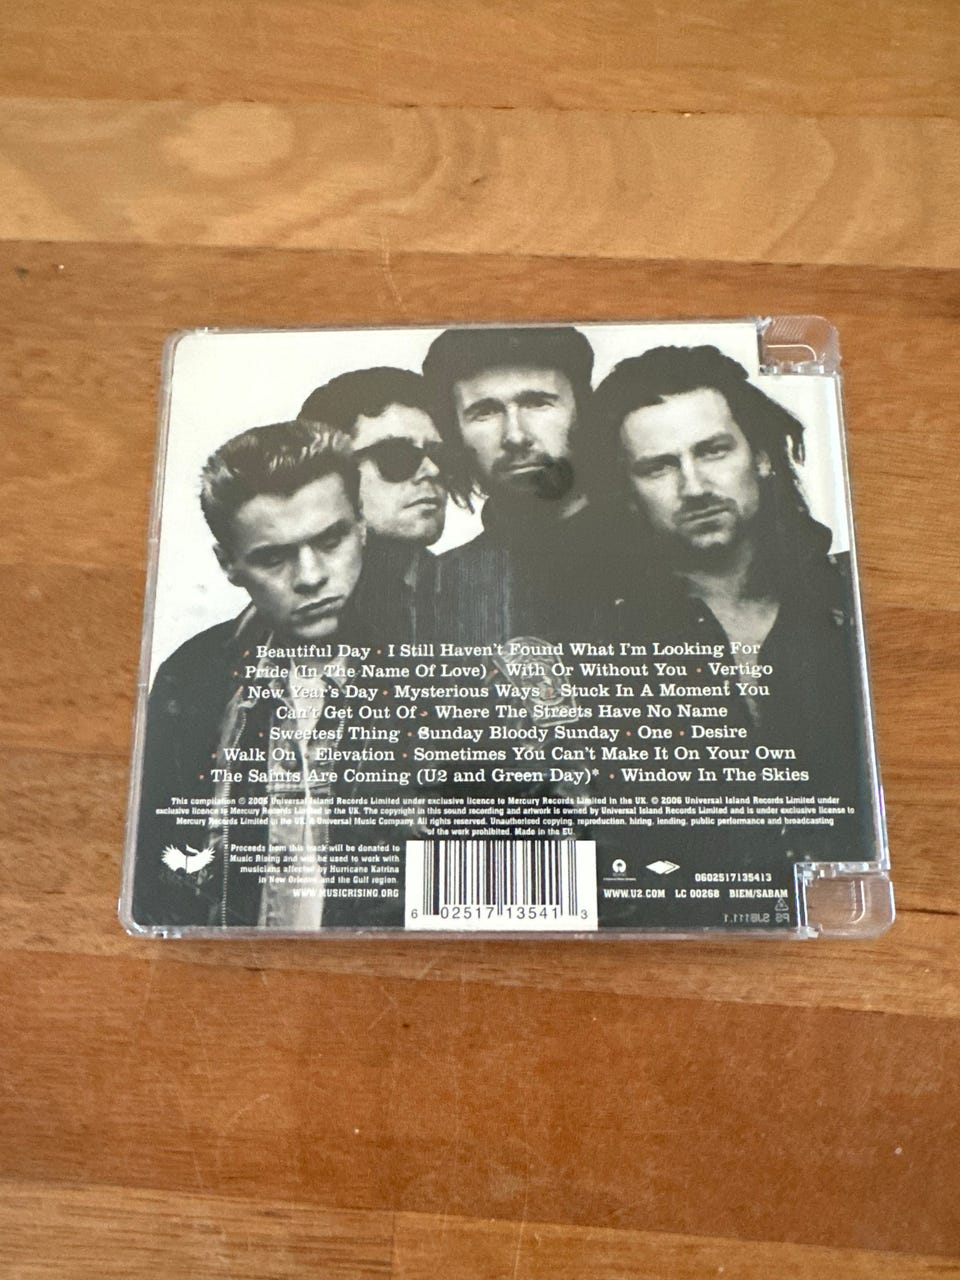 · Beautiful Day · I Still Haven't Found What I'm Looking For
· Pride (In The Name Of Love) · With Or Without You · Vertigo
New Year's Day · Mysterious Ways · Stuck In A Moment You
Can't Get Out Of · Where The Streets Have No Name
· Sweetest Thing · Sunday Bloody Sunday · One · Desire
· Walk On · Elevation · Sometimes You Can't Make It On Your Own
· The Saints Are Coming (U2 and Green Day)* · Window In The Skies
This compilation © 2006 Universal Island Records Limited under exclusive licence to Mercury Records Limited in the UK. © 2006 Universal Island Records Limited under
exclusive licence to Mercury Records Limited in the UK. The copyright in this sound recording and artwork is owned by Universal Island Records Limited and is under exclusive license to
Mercury Records Limited in the UK. A Universal Music Company. All rights reserved. Unauthorised copying, reproduction, hiring, lending, public performance and broadcasting
of the work prohibited. Made in the EU.
*Proceeds from this track will be donated to
Music Rising and will be used to work with
musicians affected by Hurricane Katrina
in New Orleans and the Gulf region.
WWW.MUSICRISING.ORG
6 02517 13541 3
0602517135413
WWW.U2.COM LC 00268 BIEM/SABAM